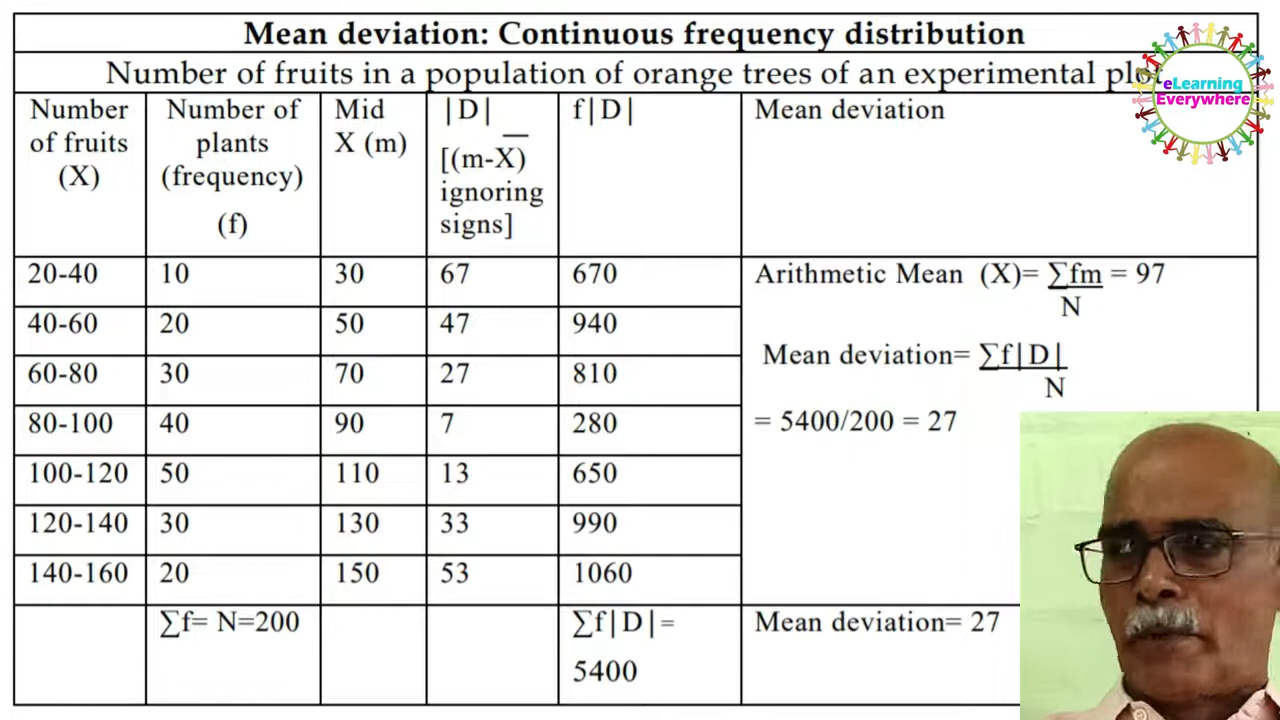 Mean deviation: Continuous frequency distribution
Number of fruits in a population of orange trees of an experimental plot
eLearning
Everywhere
Number of fruits (X) | Number of plants (frequency) (f) | Mid X (m) | |D| [(m-X̅) ignoring signs] | f|D| | Mean deviation
20-40 | 10 | 30 | 67 | 670 | Arithmetic Mean (X)= ∑fm/N = 97
40-60 | 20 | 50 | 47 | 940 | Mean deviation= ∑f|D|/N
60-80 | 30 | 70 | 27 | 810
80-100 | 40 | 90 | 7 | 280 | = 5400/200 = 27
100-120 | 50 | 110 | 13 | 650
120-140 | 30 | 130 | 33 | 990
140-160 | 20 | 150 | 53 | 1060
∑f= N=200 | ∑f|D|= 5400 | Mean deviation= 27